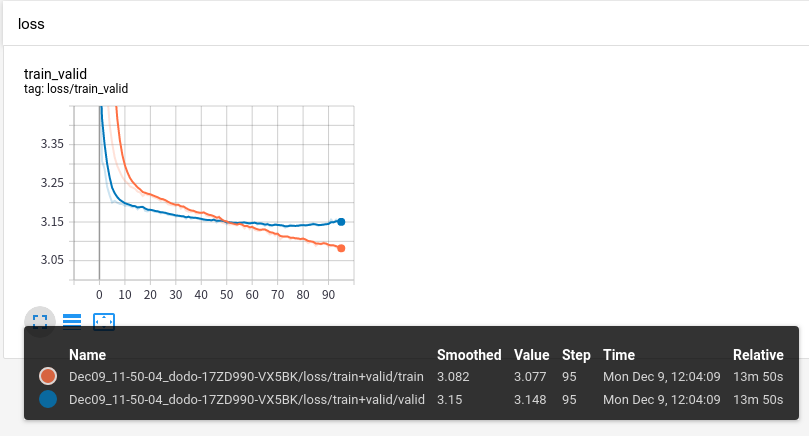 loss
train_valid
tag: loss/train_valid
3.35
3.25
3.15
3.05
0 10 20 30 40 50 60 70 80 90
Name Smoothed Value Step Time Relative
Dec09_11-50-04_dodo-17ZD990-VX5BK/loss/train+valid/train 3.082 3.077 95 Mon Dec 9, 12:04:09 13m 50s
Dec09_11-50-04_dodo-17ZD990-VX5BK/loss/train+valid/valid 3.15 3.148 95 Mon Dec 9, 12:04:09 13m 50s